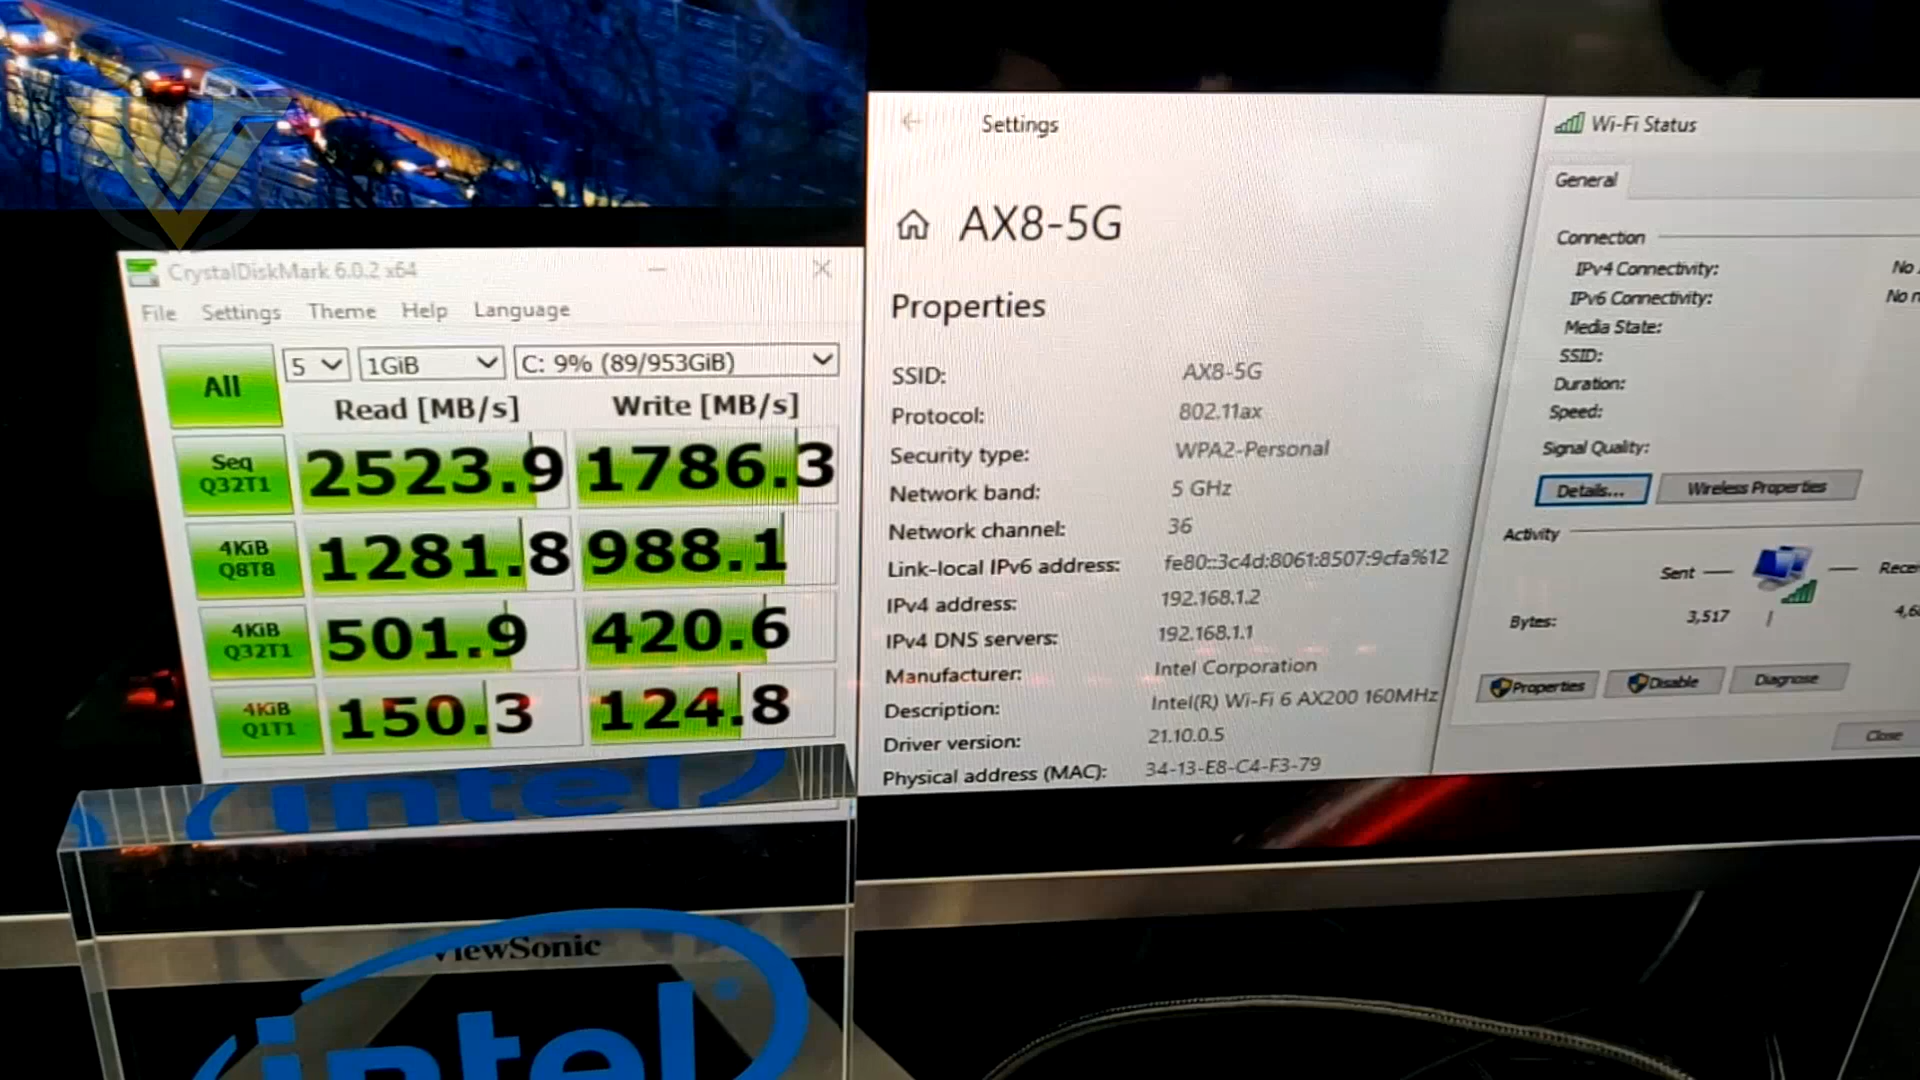 CrystalDiskMark 6.0.2 x64
File Settings Theme Help Language
All 5 1GiB C: 9% (89/953GiB)
Read [MB/s] Write [MB/s]
Seq Q32T1 2523.9 1786.3
4KiB Q8T8 1281.8 988.1
4KiB Q32T1 501.9 420.6
4KiB Q1T1 150.3 124.8
Settings
AX8-5G
Properties
SSID: AX8-5G
Protocol: 802.11ax
Security type: WPA2-Personal
Network band: 5 GHz
Network channel: 36
Link-local IPv6 address: fe80::3c4d:8061:8507:9cfa%12
IPv4 address: 192.168.1.2
IPv4 DNS servers: 192.168.1.1
Manufacturer: Intel Corporation
Description: Intel(R) Wi-Fi 6 AX200 160MHz
Driver version: 21.10.0.5
Physical address (MAC): 34-13-E8-C4-F3-79
Wi-Fi Status
General
Connection
IPv4 Connectivity: No
IPv6 Connectivity: No n
Media State:
SSID:
Duration:
Speed:
Signal Quality:
Details... Wireless Properties
Activity
Sent Recei
Bytes: 3,517 4,6
Properties Disable Diagnose
Close
intel
ViewSonic
intel